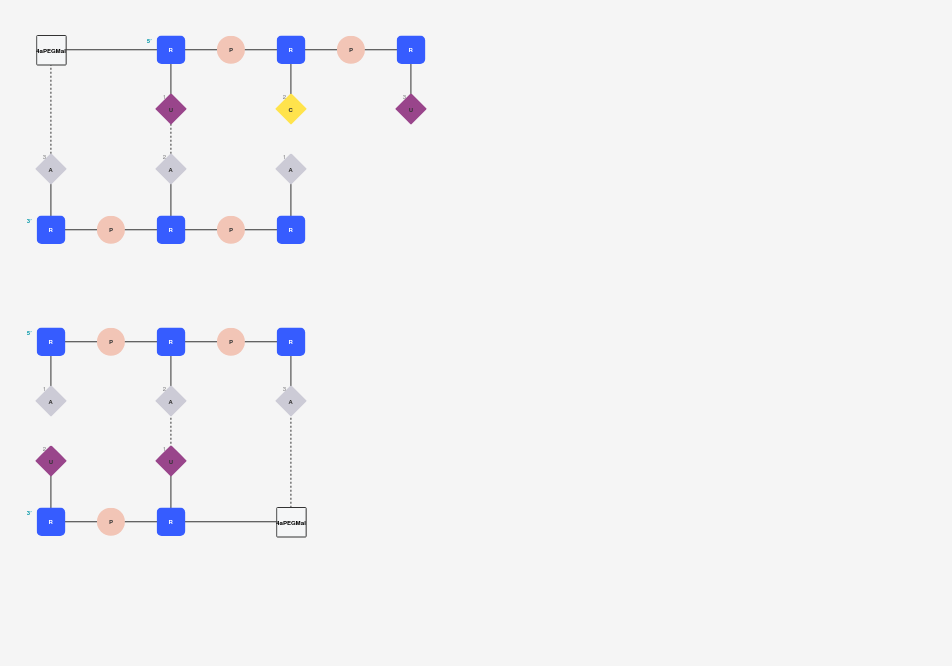 4aPEGMal 5' R P R P R
1 U 2 C 3 U
3 A 2 A 1 A
3' R P R P R
5' R P R P R
1 A 2 A 3 A
2 U 1 U
3' R P R 4aPEGMal